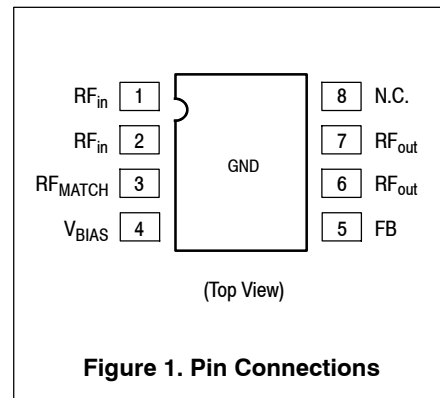 RFin 1 8 N.C.
RFin 2 7 RFout
GND
RFMATCH 3 6 RFout
VBIAS 4 5 FB
(Top View)
Figure 1. Pin Connections